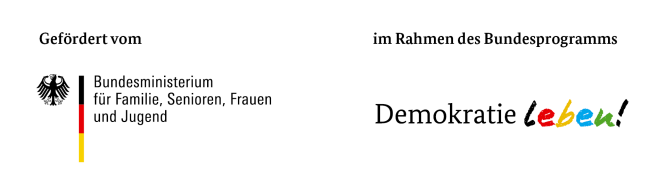 Gefördert vom
Bundesministerium
für Familie, Senioren, Frauen
und Jugend
im Rahmen des Bundesprogramms
Demokratie leben!